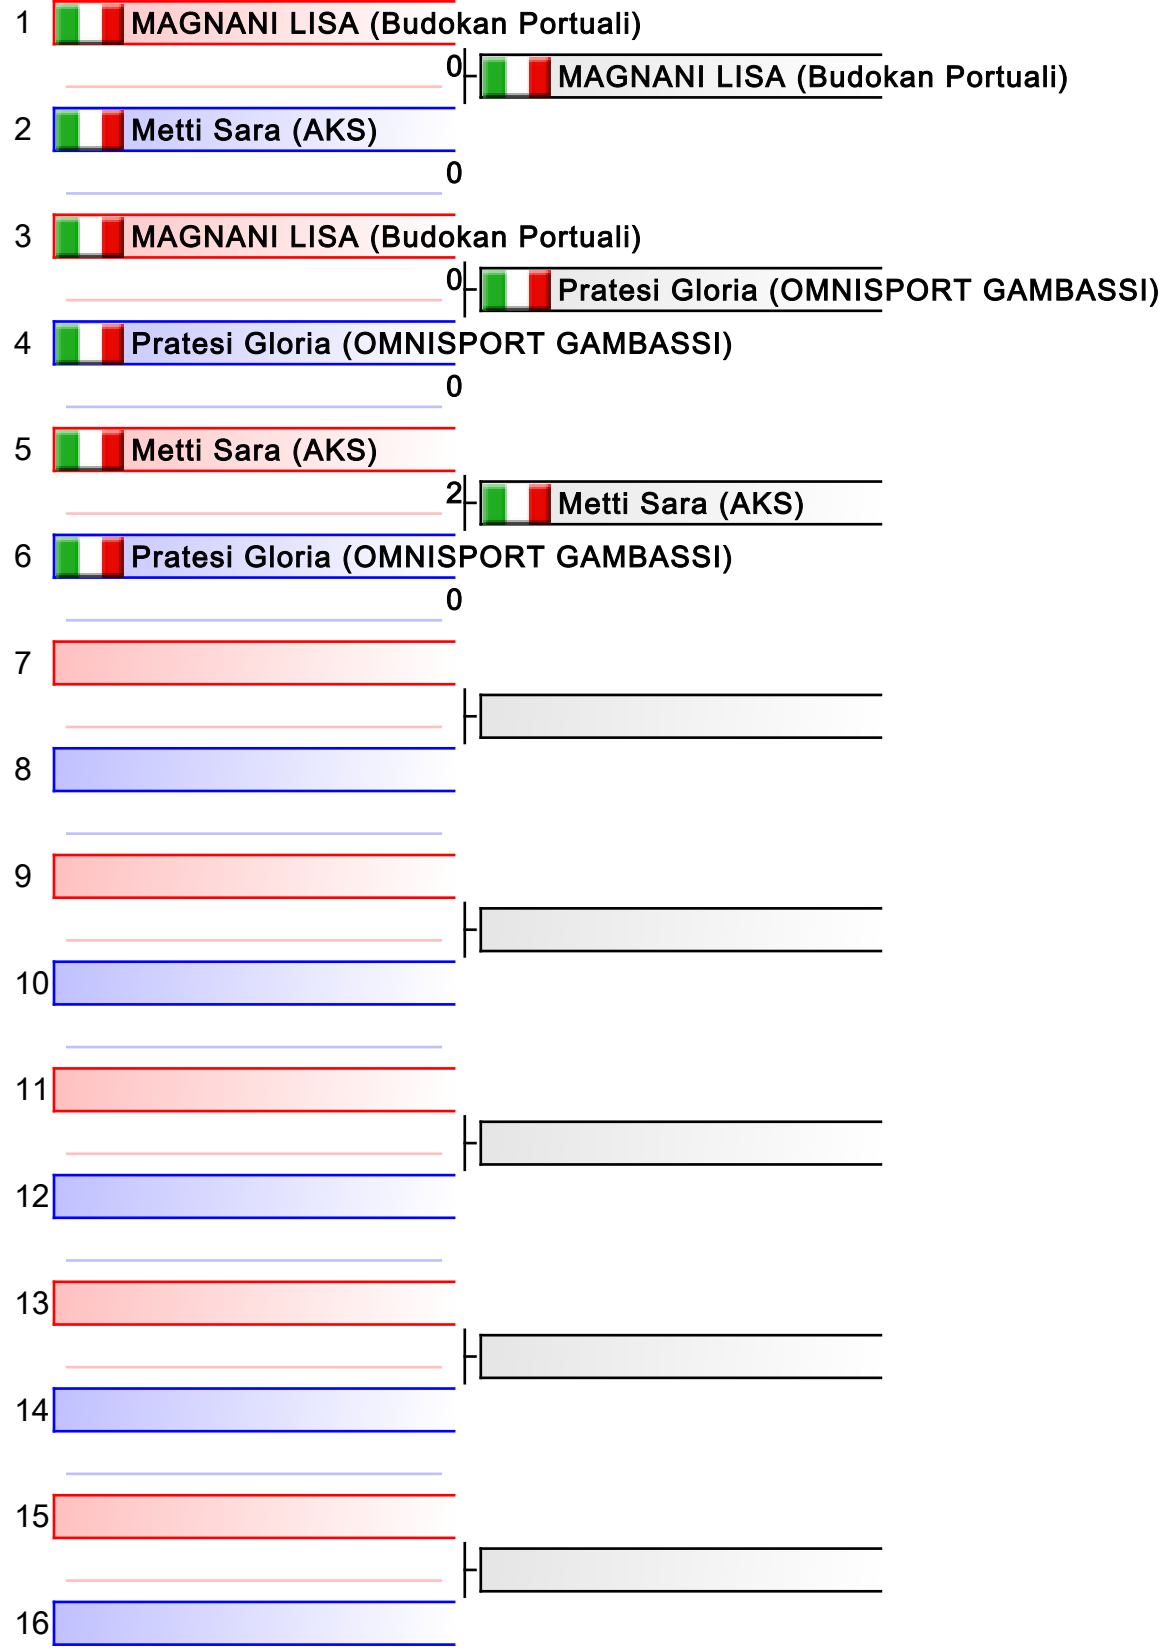 1 MAGNANI LISA (Budokan Portuali)
0 MAGNANI LISA (Budokan Portuali)
2 Metti Sara (AKS)
0
3 MAGNANI LISA (Budokan Portuali)
0 Pratesi Gloria (OMNISPORT GAMBASSI)
4 Pratesi Gloria (OMNISPORT GAMBASSI)
0
5 Metti Sara (AKS)
2 Metti Sara (AKS)
6 Pratesi Gloria (OMNISPORT GAMBASSI)
0
7
8
9
10
11
12
13
14
15
16